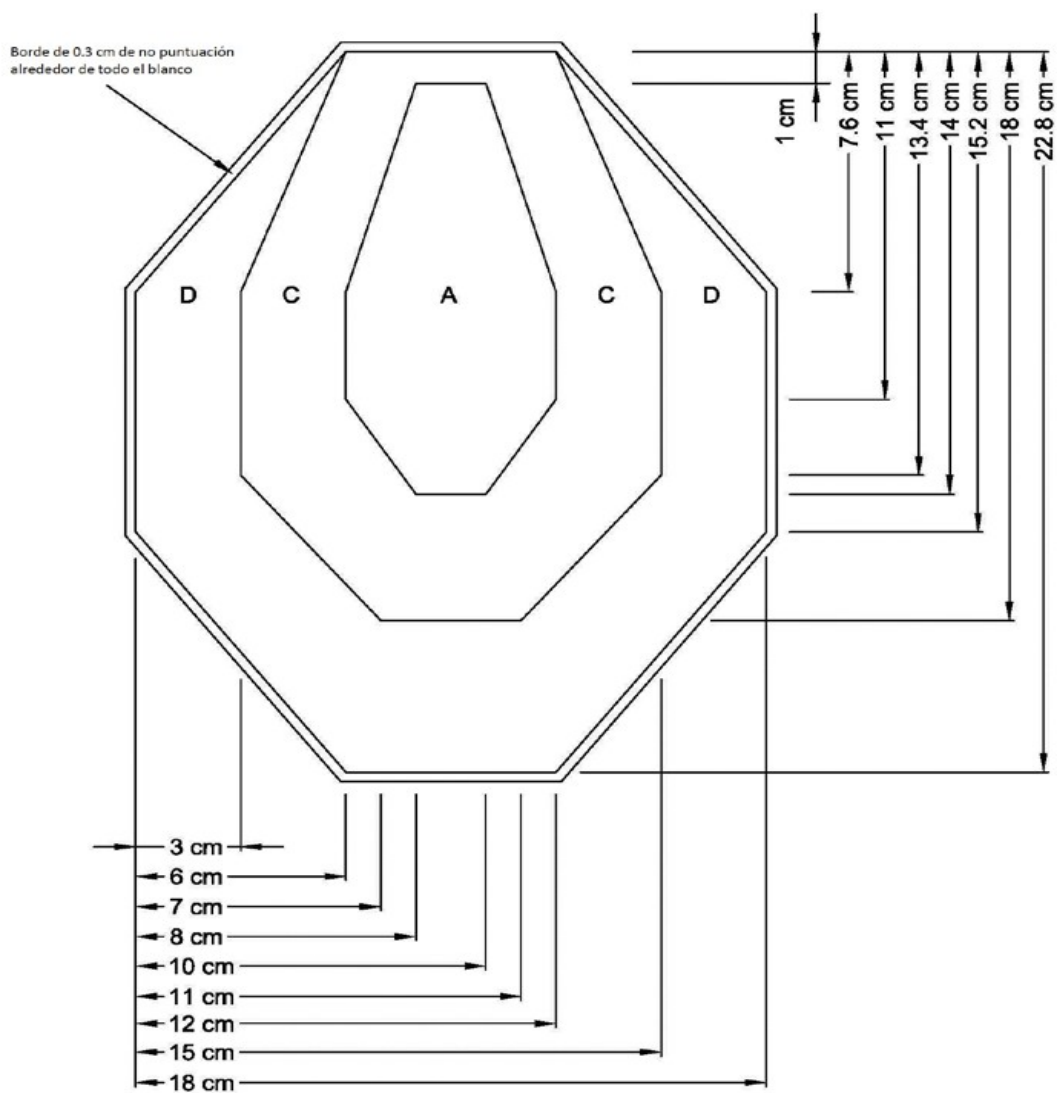 Borde de 0.3 cm de no puntuación
alrededor de todo el blanco
1 cm
7.6 cm
11 cm
13.4 cm
14 cm
15.2 cm
18 cm
22.8 cm
D
C
A
C
D
3 cm
6 cm
7 cm
8 cm
10 cm
11 cm
12 cm
15 cm
18 cm